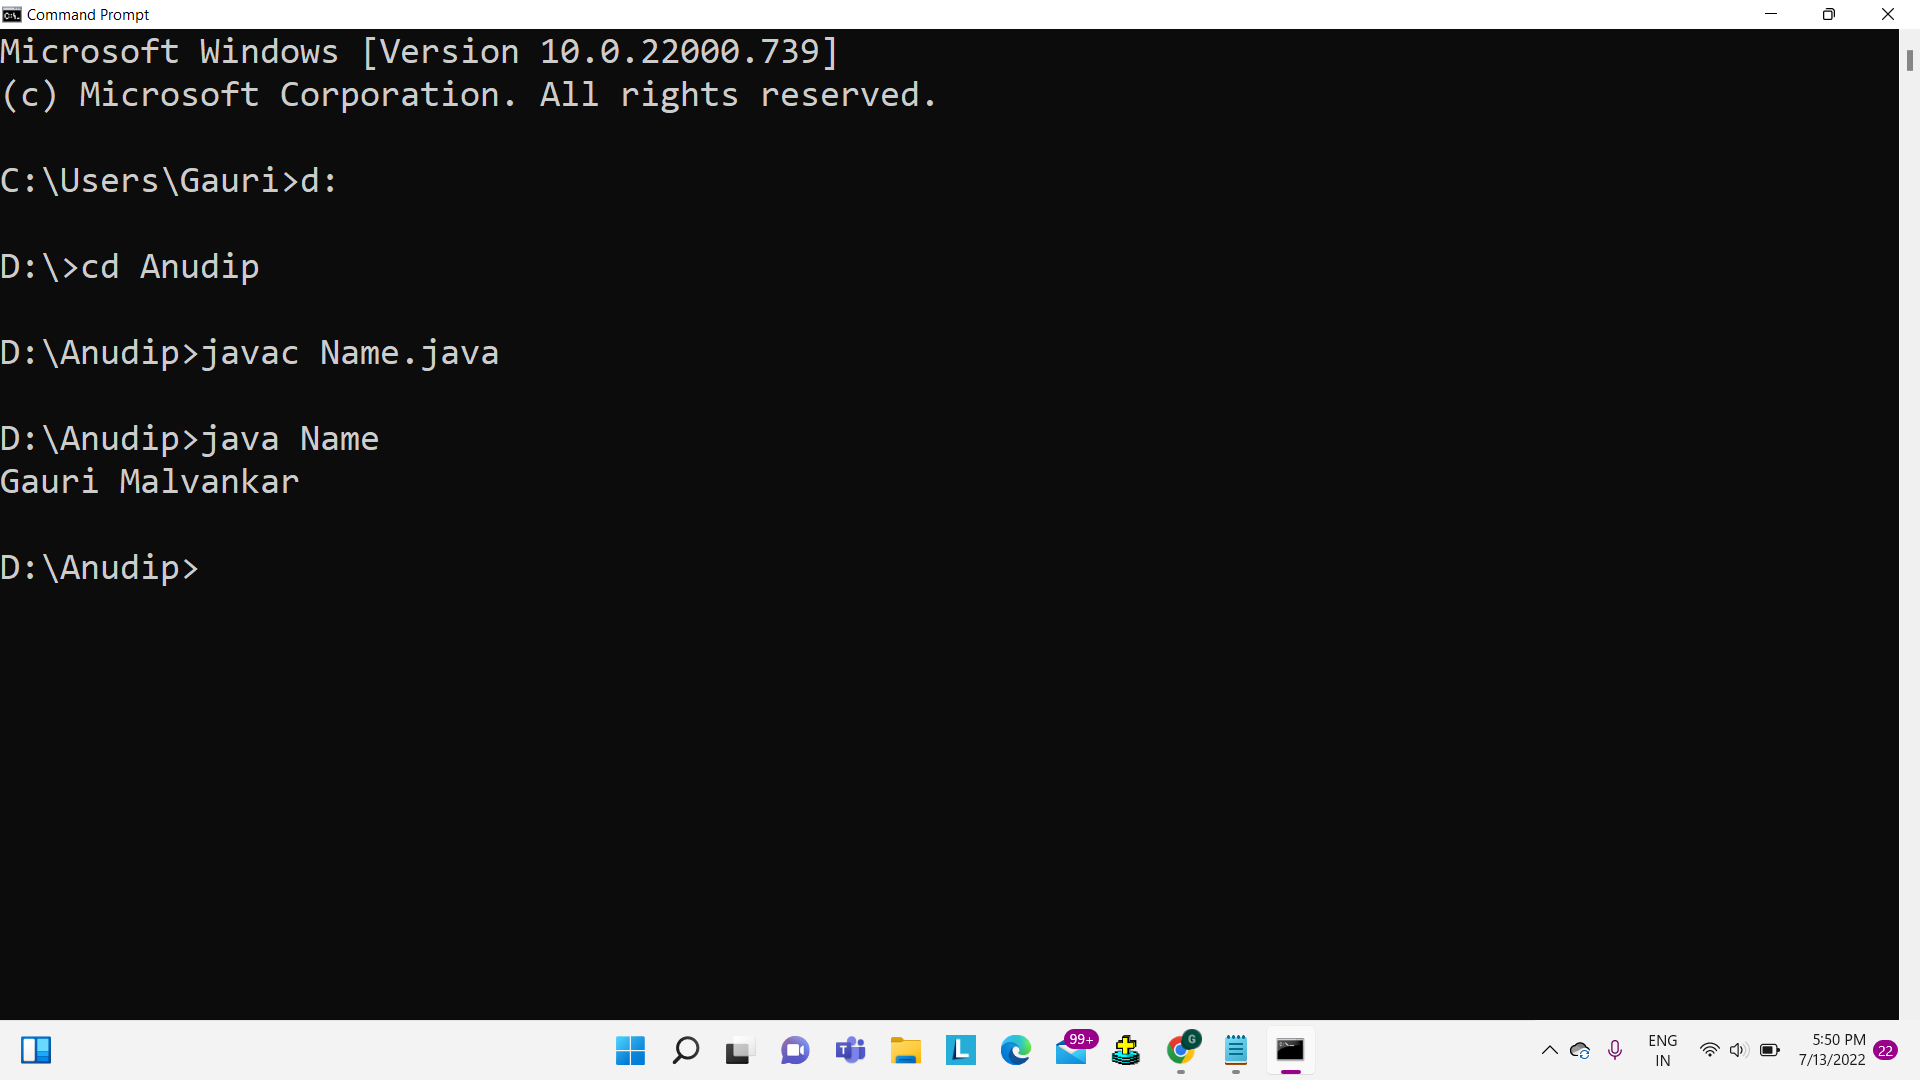 Command Prompt
Microsoft Windows [Version 10.0.22000.739]
(c) Microsoft Corporation. All rights reserved.
C:\Users\Gauri>d:
D:\>cd Anudip
D:\Anudip>javac Name.java
D:\Anudip>java Name
Gauri Malvankar
D:\Anudip>
99+
G
L
ENG
IN
5:50 PM
7/13/2022
22